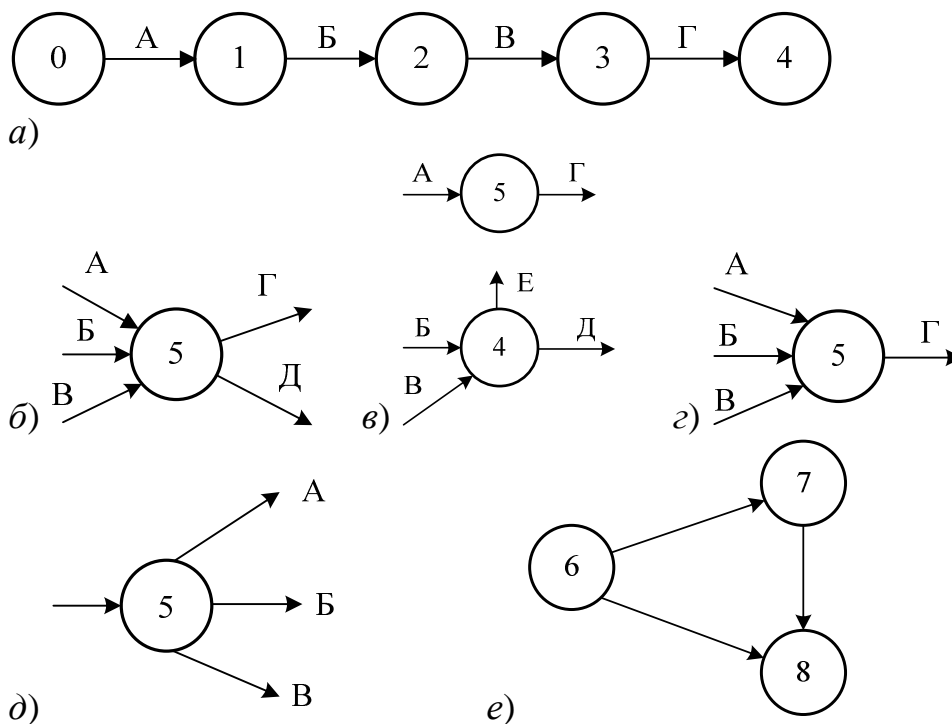 0 А 1 Б 2 В 3 Г 4
а)
А 5 Г
А Г Е А
Б 5 Б 4 Д Б 5 Г
В Д В В
б) в) г)
7
А
6
5 Б
8
В
д) е)